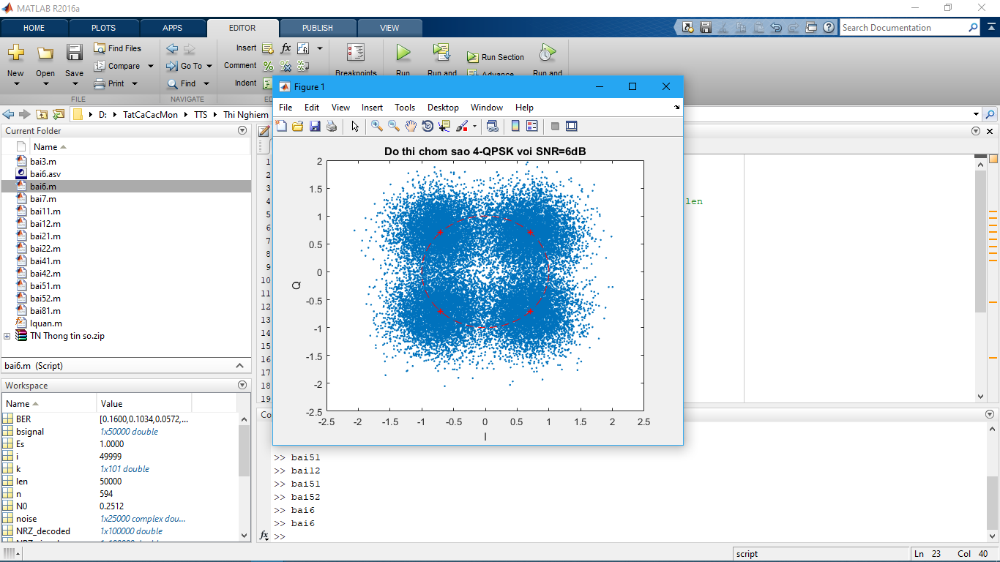 MATLAB R2016a
HOME PLOTS APPS EDITOR PUBLISH VIEW
Search Documentation
New Open Save Find Files Compare Print
Go To Find
Insert Comment Indent
fx
Breakpoints Run Run and Run Section Advance Run and
FILE NAVIGATE
D: TatCaCacMon TTS Thi Nghiem
Current Folder
Name
bai3.m
bai6.asv
bai6.m
bai7.m
bai11.m
bai12.m
bai21.m
bai22.m
bai41.m
bai42.m
bai51.m
bai52.m
bai81.m
lquan.m
TN Thong tin so.zip
bai6.m (Script)
Workspace
Name Value
BER [0.1600,0.1034,0.0572,...
bsignal 1x50000 double
Es 1.0000
i 49999
k 1x101 double
len 50000
n 594
N0 0.2512
noise 1x25000 complex dou...
NRZ_decoded 1x100000 double
1
2
3
4
5
6
7
8
9
10
11
12
13
14
15
16
17
18
19
len
Figure 1
File Edit View Insert Tools Desktop Window Help
Do thi chom sao 4-QPSK voi SNR=6dB
2
1.5
1
0.5
0
-0.5
-1
-1.5
-2
-2.5
Q
-2.5 -2 -1.5 -1 -0.5 0 0.5 1 1.5 2 2.5
I
Co
>> bai51
>> bai12
>> bai51
>> bai52
>> bai6
>> bai6
fx >>
script Ln 23 Col 40